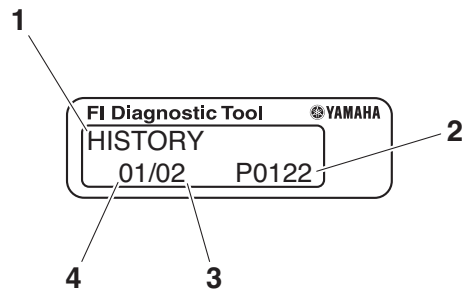 1
FI Diagnostic Tool YAMAHA
HISTORY
2
01/02 P0122
4 3